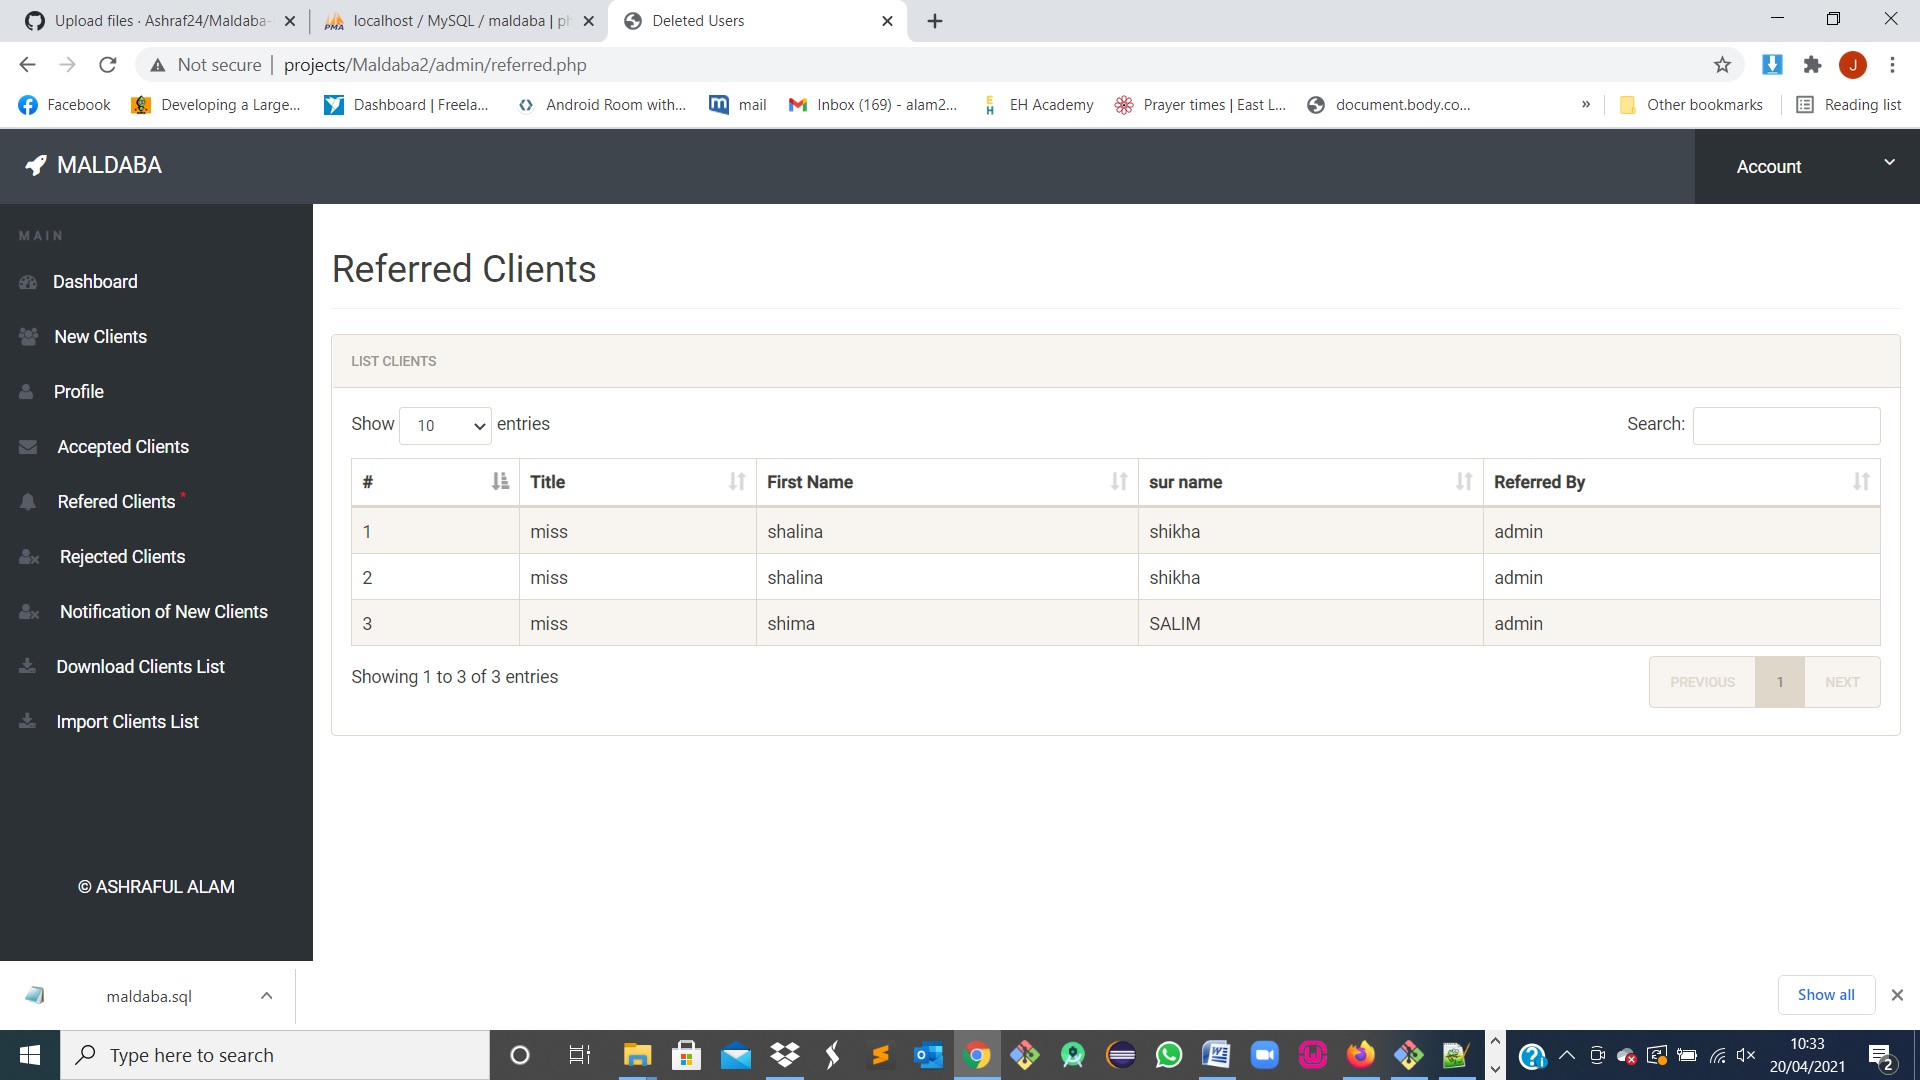 Upload files · Ashraf24/Maldaba-
localhost / MySQL / maldaba | ph
Deleted Users
Not secure | projects/Maldaba2/admin/referred.php
J
Facebook
Developing a Large...
Dashboard | Freela...
Android Room with...
mail
Inbox (169) - alam2...
EH Academy
Prayer times | East L...
document.body.co...
»
Other bookmarks
Reading list
MALDABA
Account
MAIN
Dashboard
New Clients
Profile
Accepted Clients
Refered Clients *
Rejected Clients
Notification of New Clients
Download Clients List
Import Clients List
© ASHRAFUL ALAM
Referred Clients
LIST CLIENTS
Show 10 entries
Search:
# Title First Name sur name Referred By
1 miss shalina shikha admin
2 miss shalina shikha admin
3 miss shima SALIM admin
Showing 1 to 3 of 3 entries
PREVIOUS 1 NEXT
maldaba.sql
Show all
Type here to search
10:33
20/04/2021
2